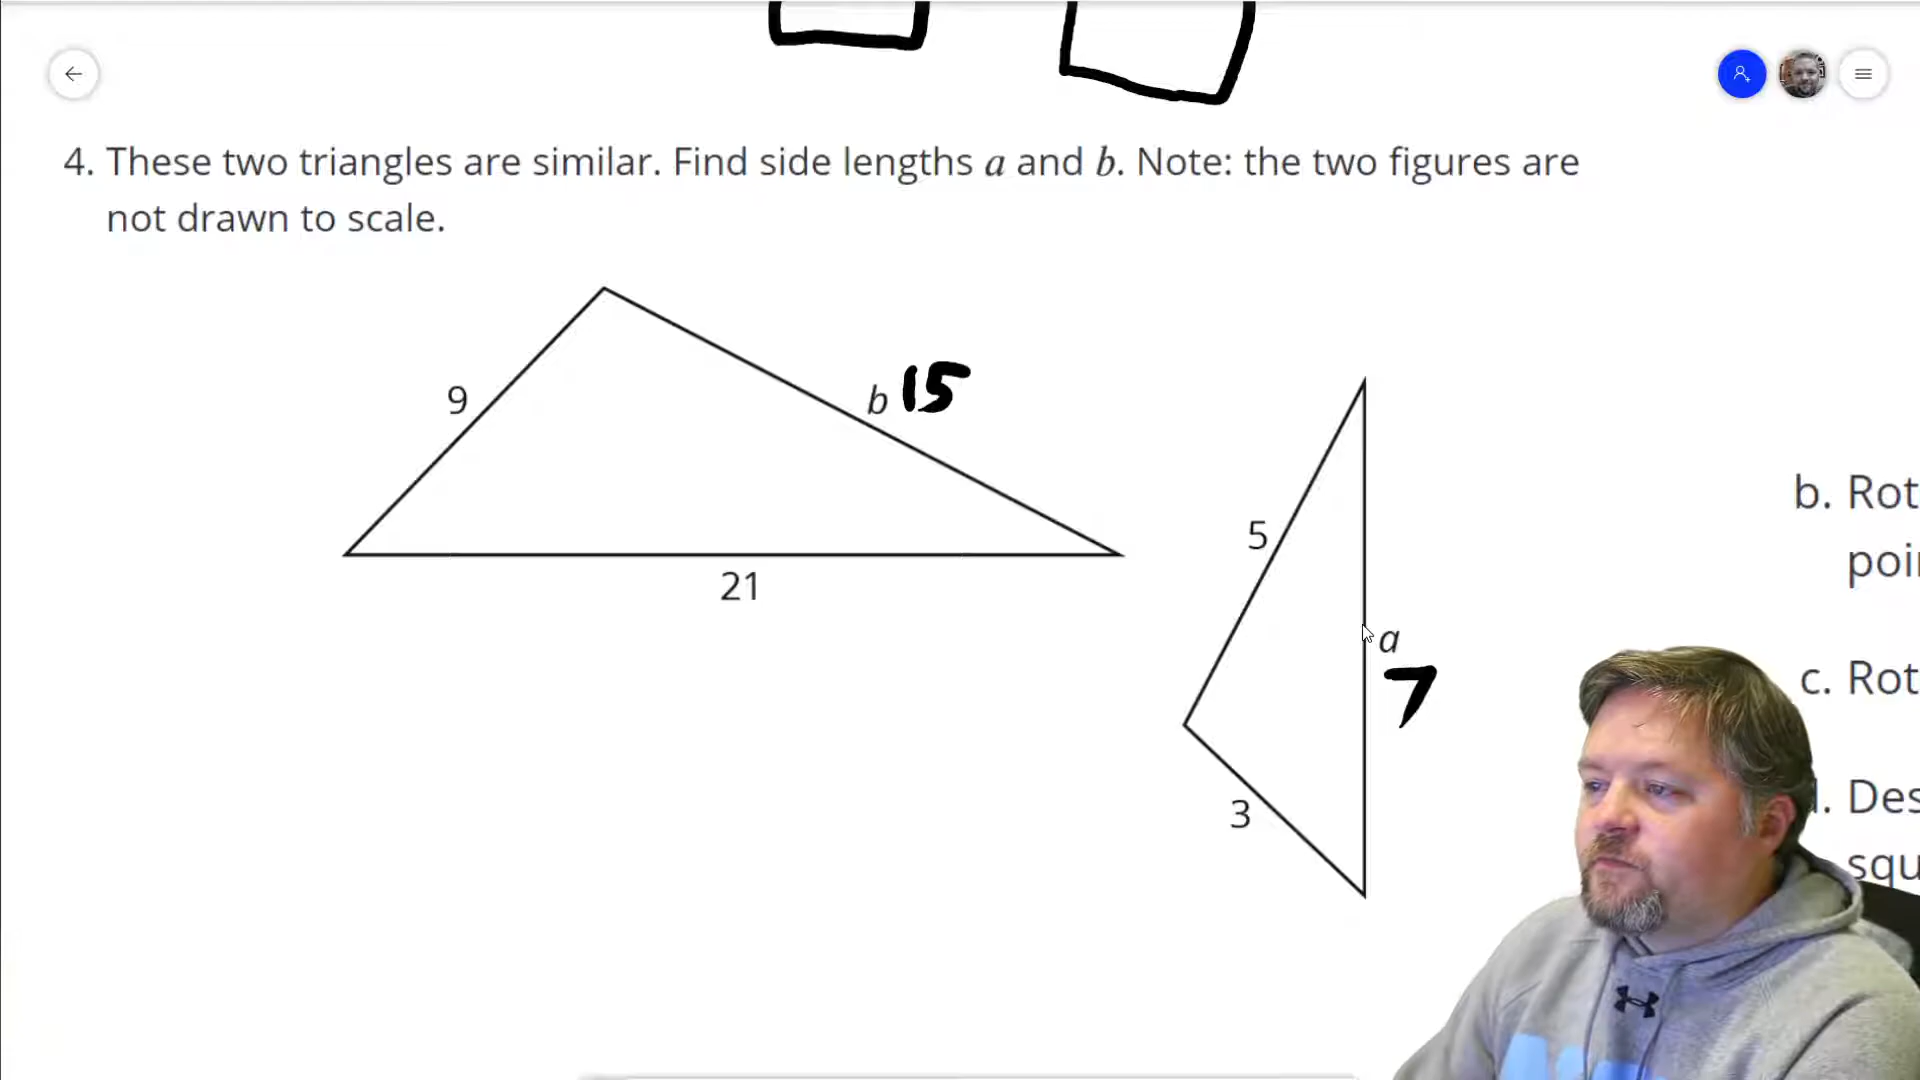 4. These two triangles are similar. Find side lengths a and b. Note: the two figures are
not drawn to scale.
9
b 15
21
5
a
7
3
b. Rot
poi
c. Rot
. Des
squ